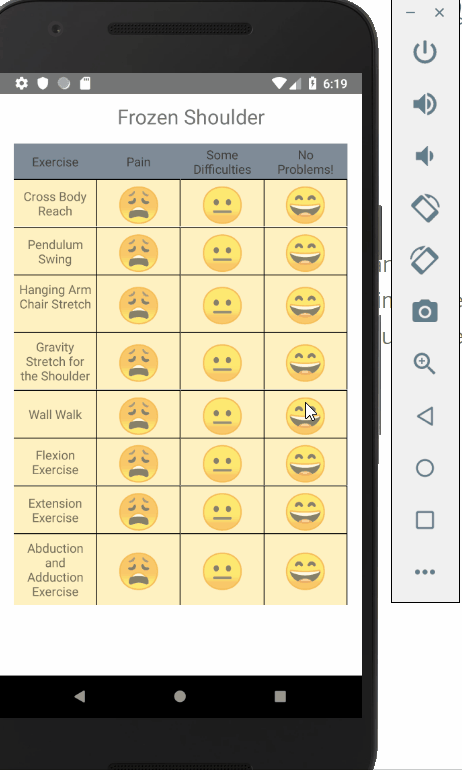 6:19
Frozen Shoulder
Exercise
Pain
Some
Difficulties
No
Problems!
Cross Body
Reach
Pendulum
Swing
Hanging Arm
Chair Stretch
Gravity
Stretch for
the Shoulder
Wall Walk
Flexion
Exercise
Extension
Exercise
Abduction
and
Adduction
Exercise